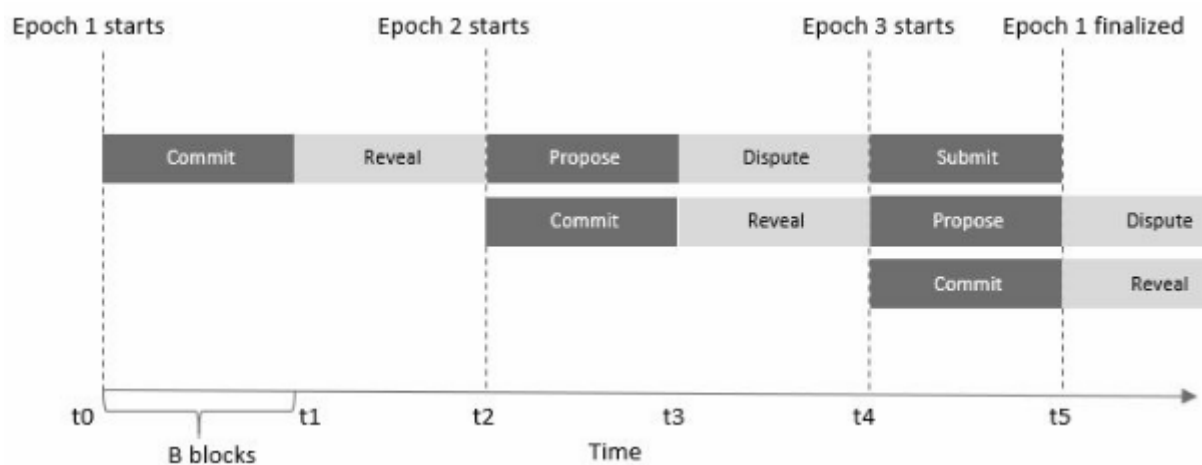 Epoch 1 starts Epoch 2 starts Epoch 3 starts Epoch 1 finalized
Commit Reveal Propose Dispute Submit
Commit Reveal Propose Dispute
Commit Reveal
t0 t1 t2 t3 t4 t5
B blocks Time